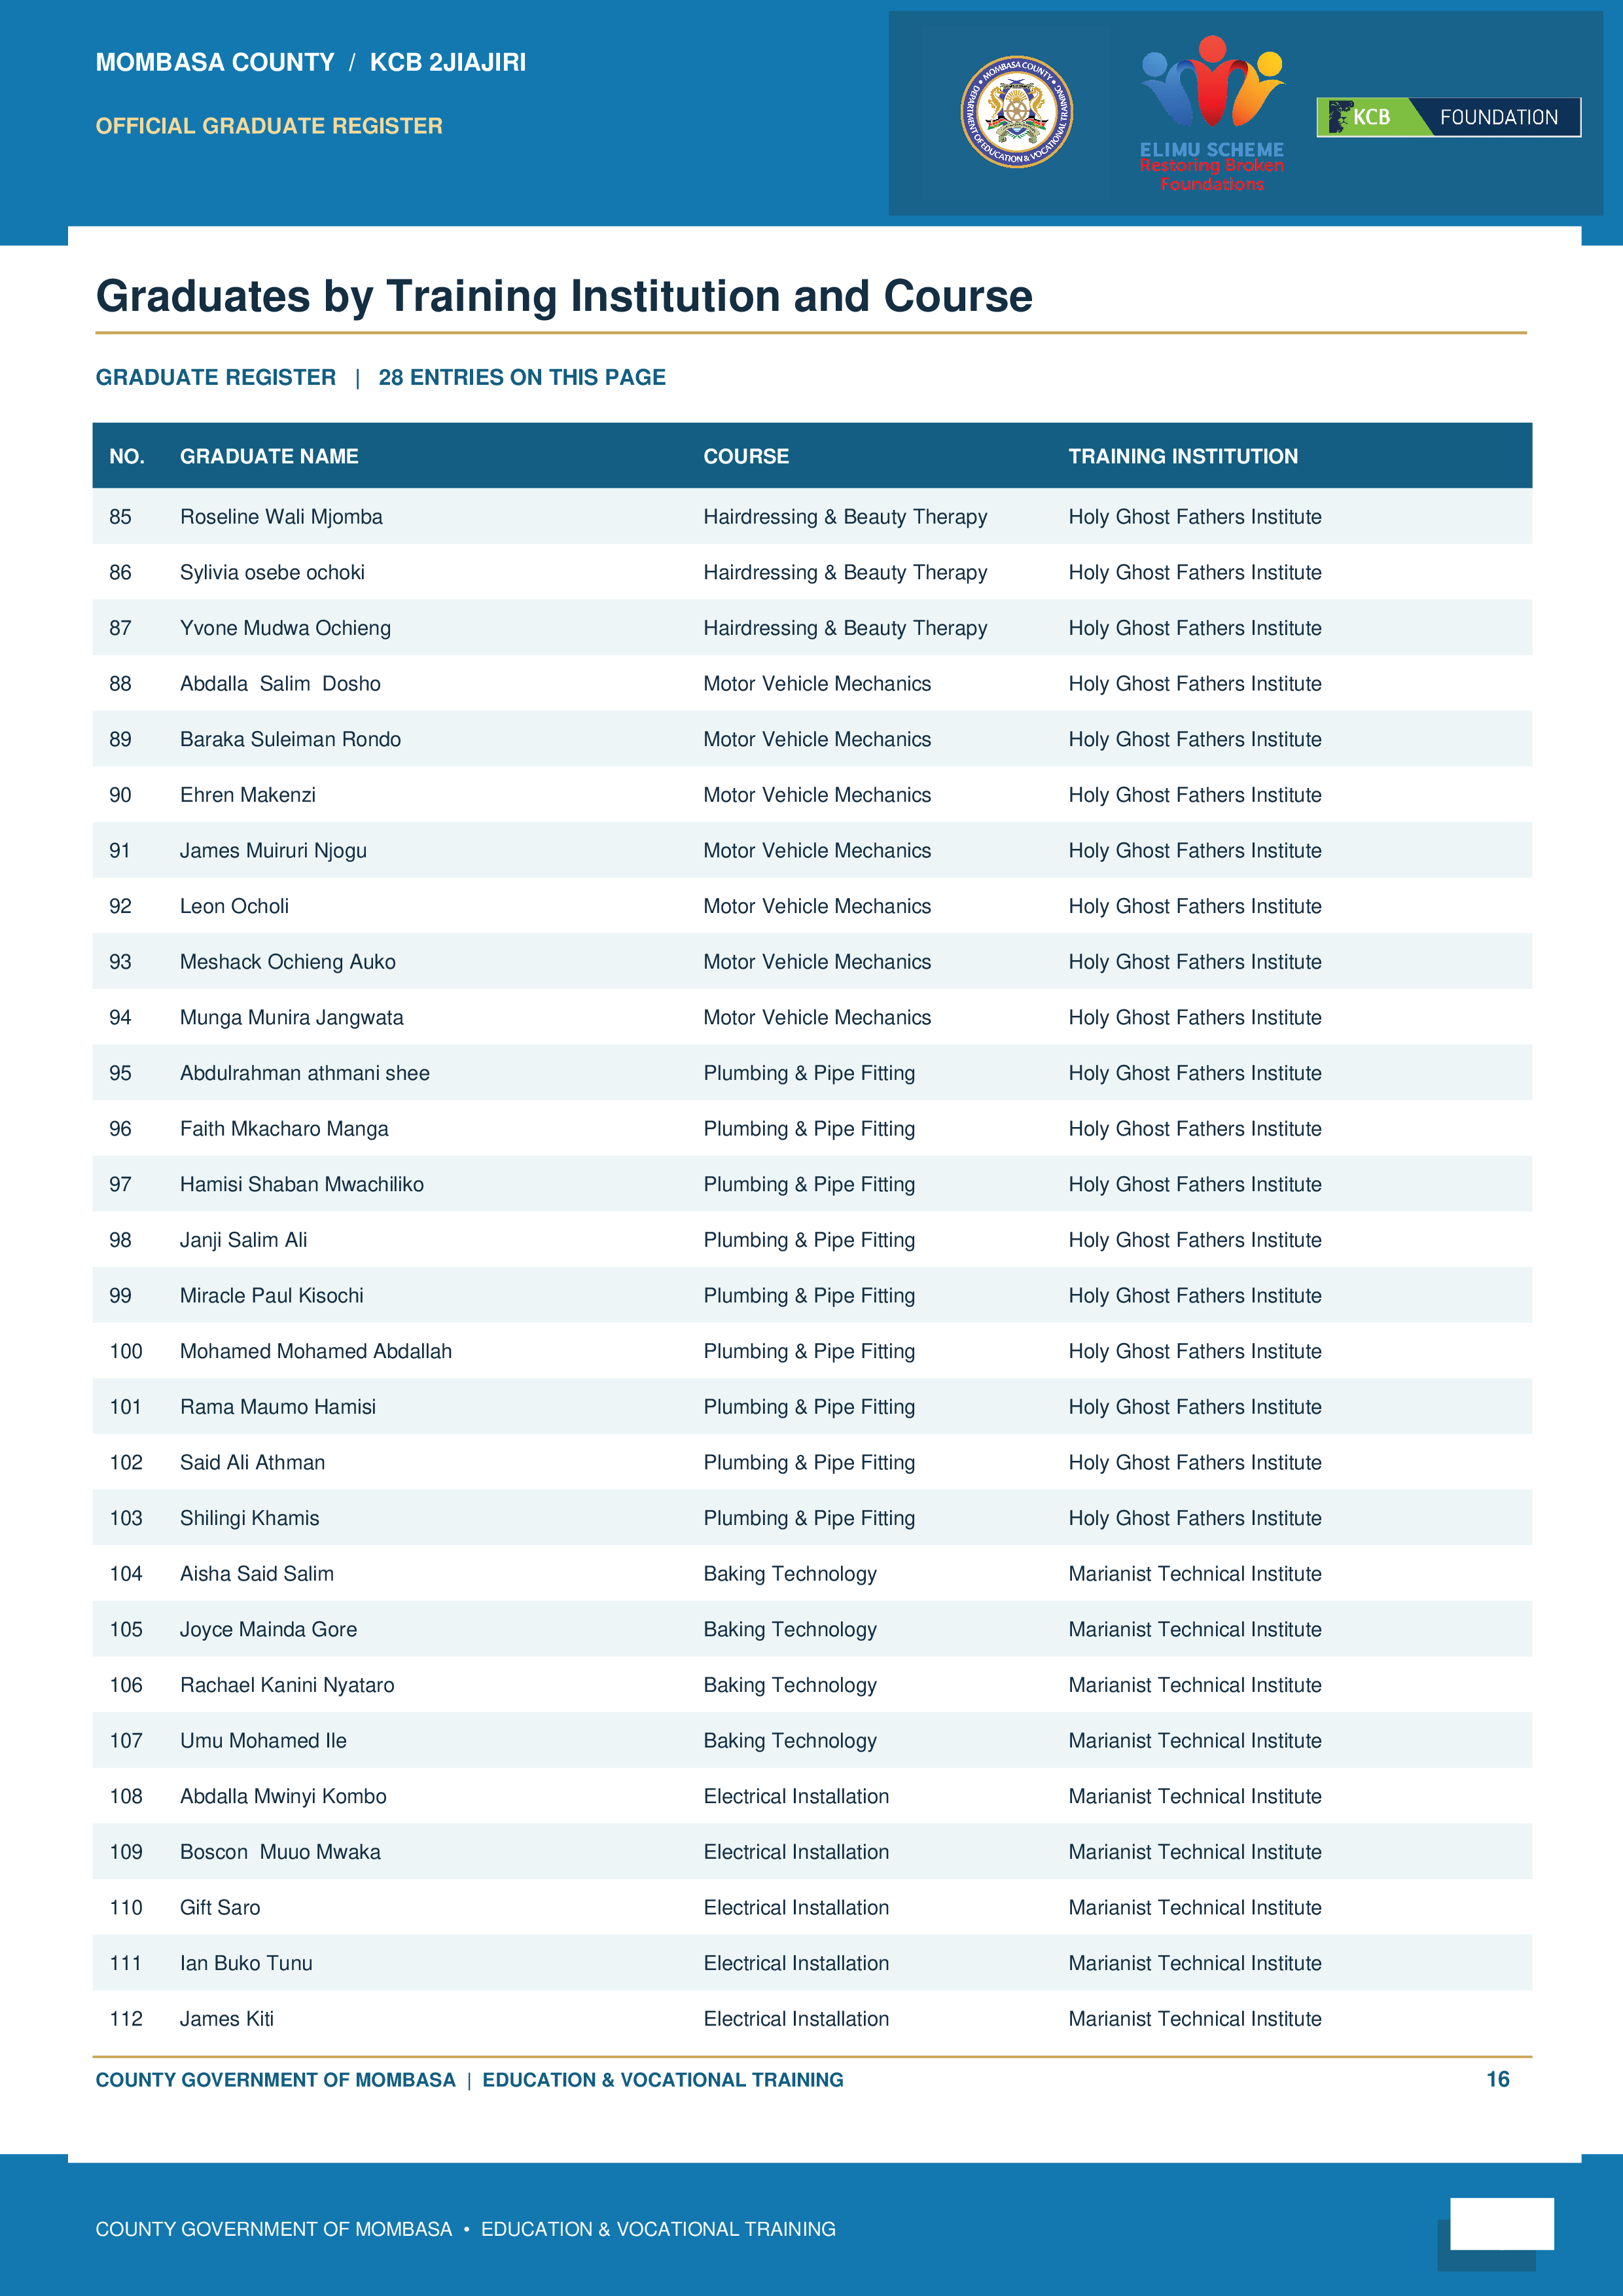 MOMBASA COUNTY / KCB 2JIAJIRI
OFFICIAL GRADUATE REGISTER
MOMBASA COUNTY
DEPARTMENT OF EDUCATION & VOCATIONAL TRAINING
ELIMU SCHEME
Restoring Broken
Foundations
KCB FOUNDATION
Graduates by Training Institution and Course
GRADUATE REGISTER | 28 ENTRIES ON THIS PAGE
NO. GRADUATE NAME COURSE TRAINING INSTITUTION
85 Roseline Wali Mjomba Hairdressing & Beauty Therapy Holy Ghost Fathers Institute
86 Sylivia osebe ochoki Hairdressing & Beauty Therapy Holy Ghost Fathers Institute
87 Yvone Mudwa Ochieng Hairdressing & Beauty Therapy Holy Ghost Fathers Institute
88 Abdalla Salim Dosho Motor Vehicle Mechanics Holy Ghost Fathers Institute
89 Baraka Suleiman Rondo Motor Vehicle Mechanics Holy Ghost Fathers Institute
90 Ehren Makenzi Motor Vehicle Mechanics Holy Ghost Fathers Institute
91 James Muiruri Njogu Motor Vehicle Mechanics Holy Ghost Fathers Institute
92 Leon Ocholi Motor Vehicle Mechanics Holy Ghost Fathers Institute
93 Meshack Ochieng Auko Motor Vehicle Mechanics Holy Ghost Fathers Institute
94 Munga Munira Jangwata Motor Vehicle Mechanics Holy Ghost Fathers Institute
95 Abdulrahman athmani shee Plumbing & Pipe Fitting Holy Ghost Fathers Institute
96 Faith Mkacharo Manga Plumbing & Pipe Fitting Holy Ghost Fathers Institute
97 Hamisi Shaban Mwachiliko Plumbing & Pipe Fitting Holy Ghost Fathers Institute
98 Janji Salim Ali Plumbing & Pipe Fitting Holy Ghost Fathers Institute
99 Miracle Paul Kisochi Plumbing & Pipe Fitting Holy Ghost Fathers Institute
100 Mohamed Mohamed Abdallah Plumbing & Pipe Fitting Holy Ghost Fathers Institute
101 Rama Maumo Hamisi Plumbing & Pipe Fitting Holy Ghost Fathers Institute
102 Said Ali Athman Plumbing & Pipe Fitting Holy Ghost Fathers Institute
103 Shilingi Khamis Plumbing & Pipe Fitting Holy Ghost Fathers Institute
104 Aisha Said Salim Baking Technology Marianist Technical Institute
105 Joyce Mainda Gore Baking Technology Marianist Technical Institute
106 Rachael Kanini Nyataro Baking Technology Marianist Technical Institute
107 Umu Mohamed Ile Baking Technology Marianist Technical Institute
108 Abdalla Mwinyi Kombo Electrical Installation Marianist Technical Institute
109 Boscon Muuo Mwaka Electrical Installation Marianist Technical Institute
110 Gift Saro Electrical Installation Marianist Technical Institute
111 Ian Buko Tunu Electrical Installation Marianist Technical Institute
112 James Kiti Electrical Installation Marianist Technical Institute
COUNTY GOVERNMENT OF MOMBASA | EDUCATION & VOCATIONAL TRAINING 16
COUNTY GOVERNMENT OF MOMBASA • EDUCATION & VOCATIONAL TRAINING